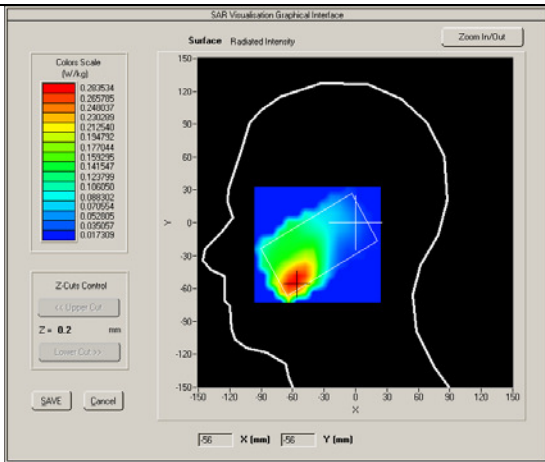 SAR Visualisation Graphical Interface
Surface Radiated Intensity
Zoom In/Out
Colors Scale
(W/kg)
0.283534
0.265785
0.248037
0.230289
0.212540
0.194792
0.177044
0.159295
0.141547
0.123799
0.106050
0.088302
0.070554
0.052805
0.035057
0.017309
Z-Cuts Control
<< Upper Cut
Z = 0.2 mm
Lower Cut >>
SAVE Cancel
150
120
90
60
30
0
-30
-60
-90
-120
-150
Y
-150 -120 -90 -60 -30 0 30 60 90 120 150
X
-56 X (mm) -56 Y (mm)